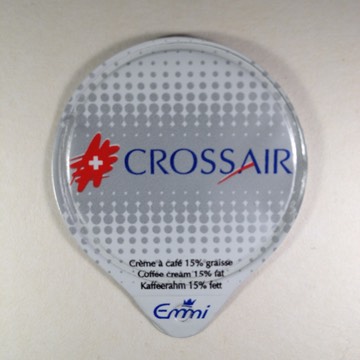 CROSSAIR
Crème à café 15% graisse
Coffee cream 15% fat
Kaffeerahm 15% fett
Emmi